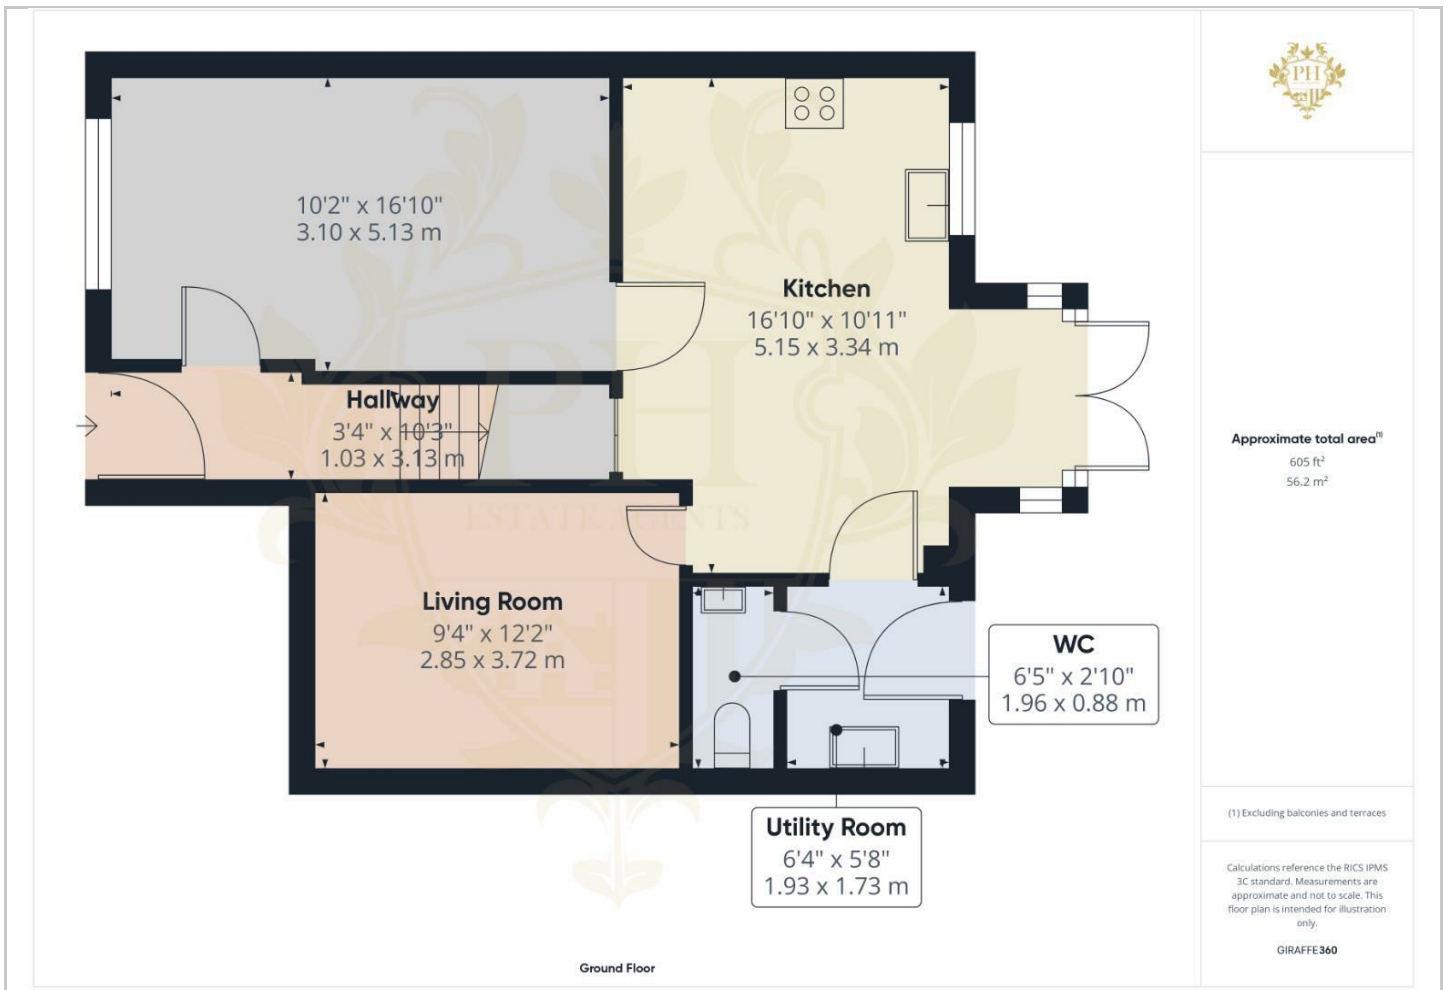 PH
10'2" x 16'10"
3.10 x 5.13 m
Kitchen
16'10" x 10'11"
5.15 x 3.34 m
Hallway
3'4" x 10'3"
1.03 x 3.13 m
PH
ESTATE AGENTS
Living Room
9'4" x 12'2"
2.85 x 3.72 m
WC
6'5" x 2'10"
1.96 x 0.88 m
Utility Room
6'4" x 5'8"
1.93 x 1.73 m
Ground Floor
Approximate total area(1)
605 ft²
56.2 m²
(1) Excluding balconies and terraces
Calculations reference the RICS IPMS
3C standard. Measurements are
approximate and not to scale. This
floor plan is intended for illustration
only.
GIRAFFE360